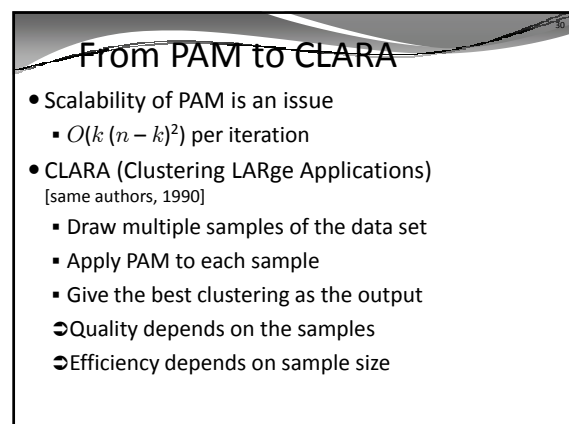 30
From PAM to CLARA
• Scalability of PAM is an issue
▪ O(k (n – k)²) per iteration
• CLARA (Clustering LARge Applications)
[same authors, 1990]
▪ Draw multiple samples of the data set
▪ Apply PAM to each sample
▪ Give the best clustering as the output
➲Quality depends on the samples
➲Efficiency depends on sample size